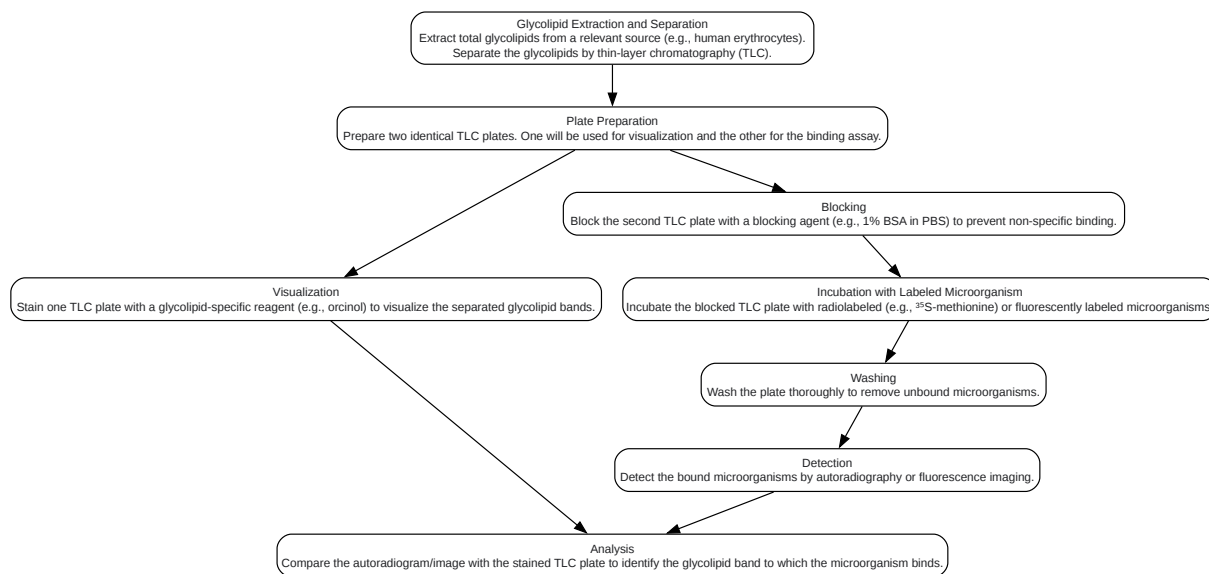 Glycolipid Extraction and Separation
Extract total glycolipids from a relevant source (e.g., human erythrocytes).
Separate the glycolipids by thin-layer chromatography (TLC).
Plate Preparation
Prepare two identical TLC plates. One will be used for visualization and the other for the binding assay.
Blocking
Block the second TLC plate with a blocking agent (e.g., 1% BSA in PBS) to prevent non-specific binding.
Visualization
Stain one TLC plate with a glycolipid-specific reagent (e.g., orcinol) to visualize the separated glycolipid bands.
Incubation with Labeled Microorganism
Incubate the blocked TLC plate with radiolabeled (e.g., ³⁵S-methionine) or fluorescently labeled microorganisms
Washing
Wash the plate thoroughly to remove unbound microorganisms.
Detection
Detect the bound microorganisms by autoradiography or fluorescence imaging.
Analysis
Compare the autoradiogram/image with the stained TLC plate to identify the glycolipid band to which the microorganism binds.